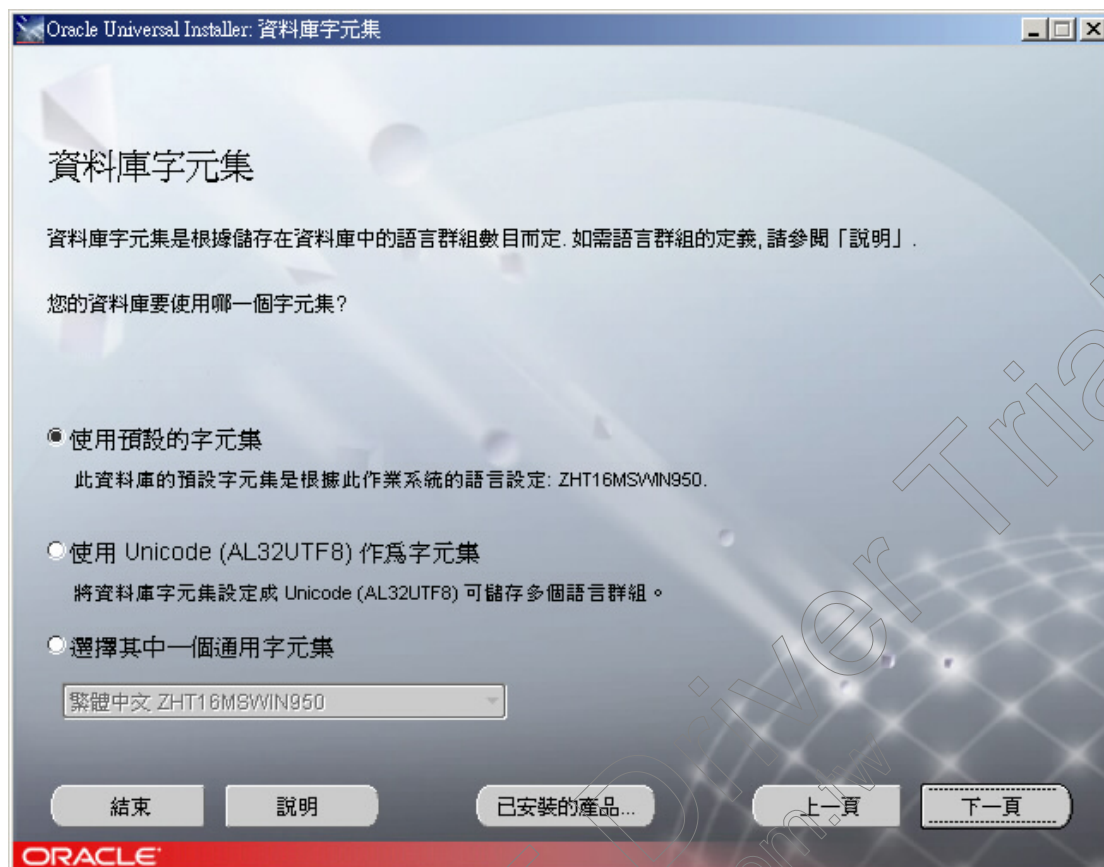 Oracle Universal Installer: 資料庫字元集
資料庫字元集
資料庫字元集是根據儲存在資料庫中的語言群組數目而定. 如需語言群組的定義, 請參閱「說明」.
您的資料庫要使用哪一個字元集?
使用預設的字元集
此資料庫的預設字元集是根據此作業系統的語言設定: ZHT16MSWIN950.
使用 Unicode (AL32UTF8) 作為字元集
將資料庫字元集設定成 Unicode (AL32UTF8) 可儲存多個語言群組。
選擇其中一個通用字元集
繁體中文 ZHT16MSWIN950
結束 說明 已安裝的產品... 上一頁 下一頁
ORACLE
Driver Trial
om.tw